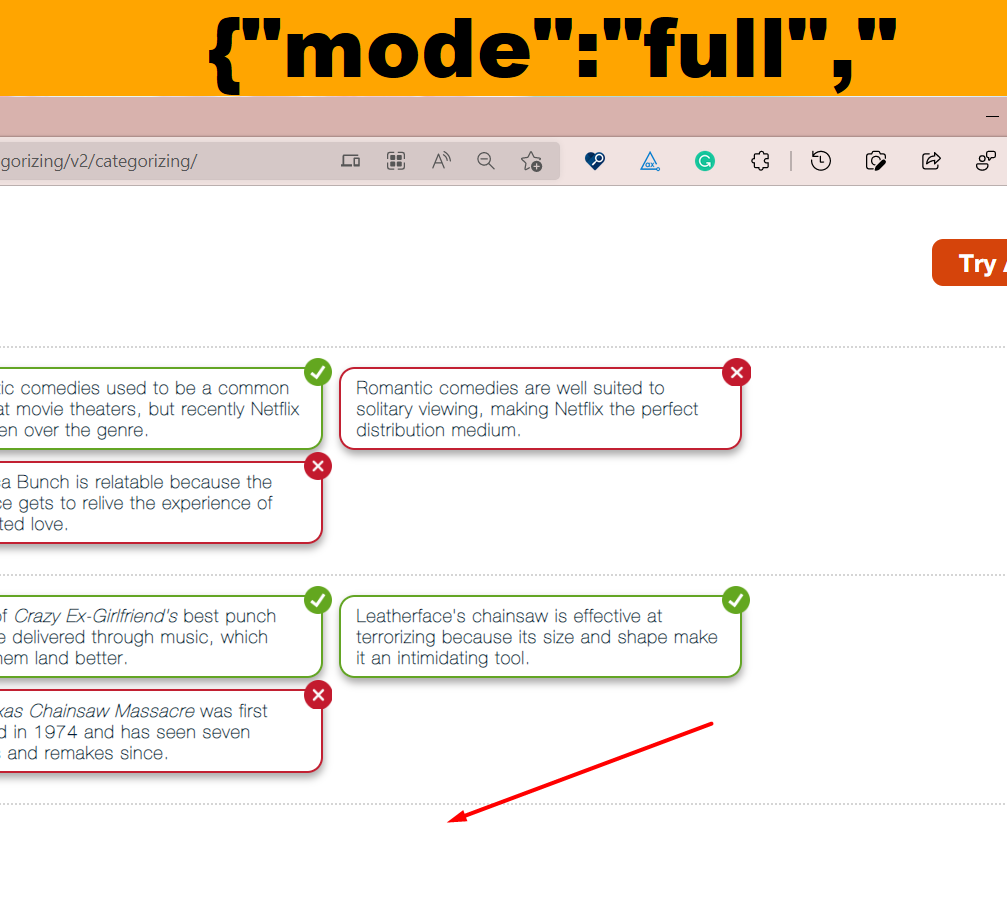 {"mode":"full","
gorizing/v2/categorizing/
Try
ic comedies used to be a common
at movie theaters, but recently Netflix
en over the genre.
Romantic comedies are well suited to
solitary viewing, making Netflix the perfect
distribution medium.
a Bunch is relatable because the
ce gets to relive the experience of
ted love.
of Crazy Ex-Girlfriend's best punch
e delivered through music, which
hem land better.
Leatherface's chainsaw is effective at
terrorizing because its size and shape make
it an intimidating tool.
xas Chainsaw Massacre was first
d in 1974 and has seen seven
s and remakes since.